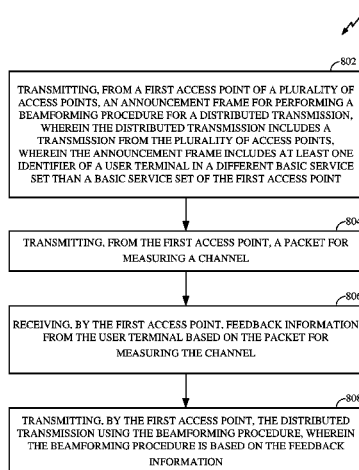 802
TRANSMITTING, FROM A FIRST ACCESS POINT OF A PLURALITY OF
ACCESS POINTS, AN ANNOUNCEMENT FRAME FOR PERFORMING A
BEAMFORMING PROCEDURE FOR A DISTRIBUTED TRANSMISSION,
WHEREIN THE DISTRIBUTED TRANSMISSION INCLUDES A
TRANSMISSION FROM THE PLURALITY OF ACCESS POINTS,
WHEREIN THE ANNOUNCEMENT FRAME INCLUDES AT LEAST ONE
IDENTIFIER OF A USER TERMINAL IN A DIFFERENT BASIC SERVICE
SET THAN A BASIC SERVICE SET OF THE FIRST ACCESS POINT
804
TRANSMITTING, FROM THE FIRST ACCESS POINT, A PACKET FOR
MEASURING A CHANNEL
806
RECEIVING, BY THE FIRST ACCESS POINT, FEEDBACK INFORMATION
FROM THE USER TERMINAL BASED ON THE PACKET FOR
MEASURING THE CHANNEL
808
TRANSMITTING, BY THE FIRST ACCESS POINT, THE DISTRIBUTED
TRANSMISSION USING THE BEAMFORMING PROCEDURE, WHEREIN
THE BEAMFORMING PROCEDURE IS BASED ON THE FEEDBACK
INFORMATION